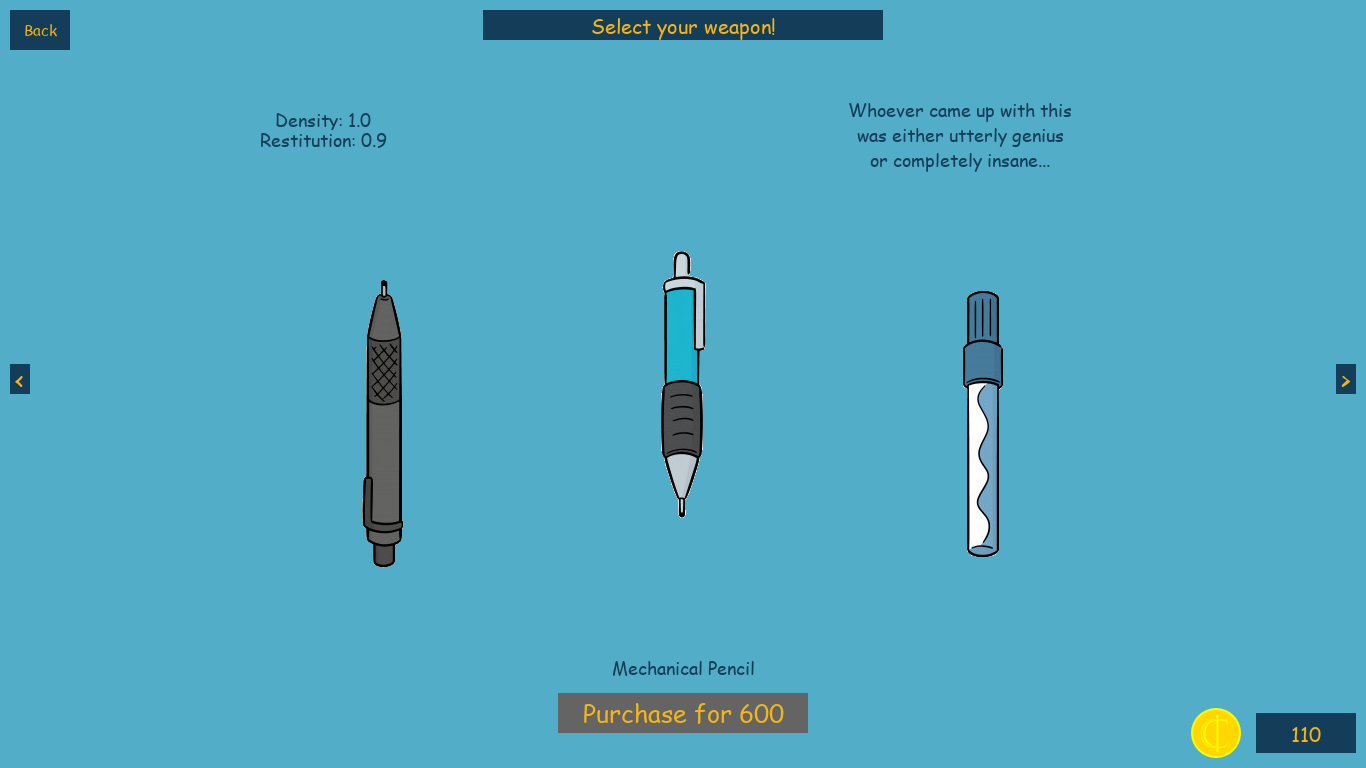 Back
Select your weapon!
Density: 1.0
Restitution: 0.9
Whoever came up with this
was either utterly genius
or completely insane...
<
>
Mechanical Pencil
Purchase for 600
₵
110